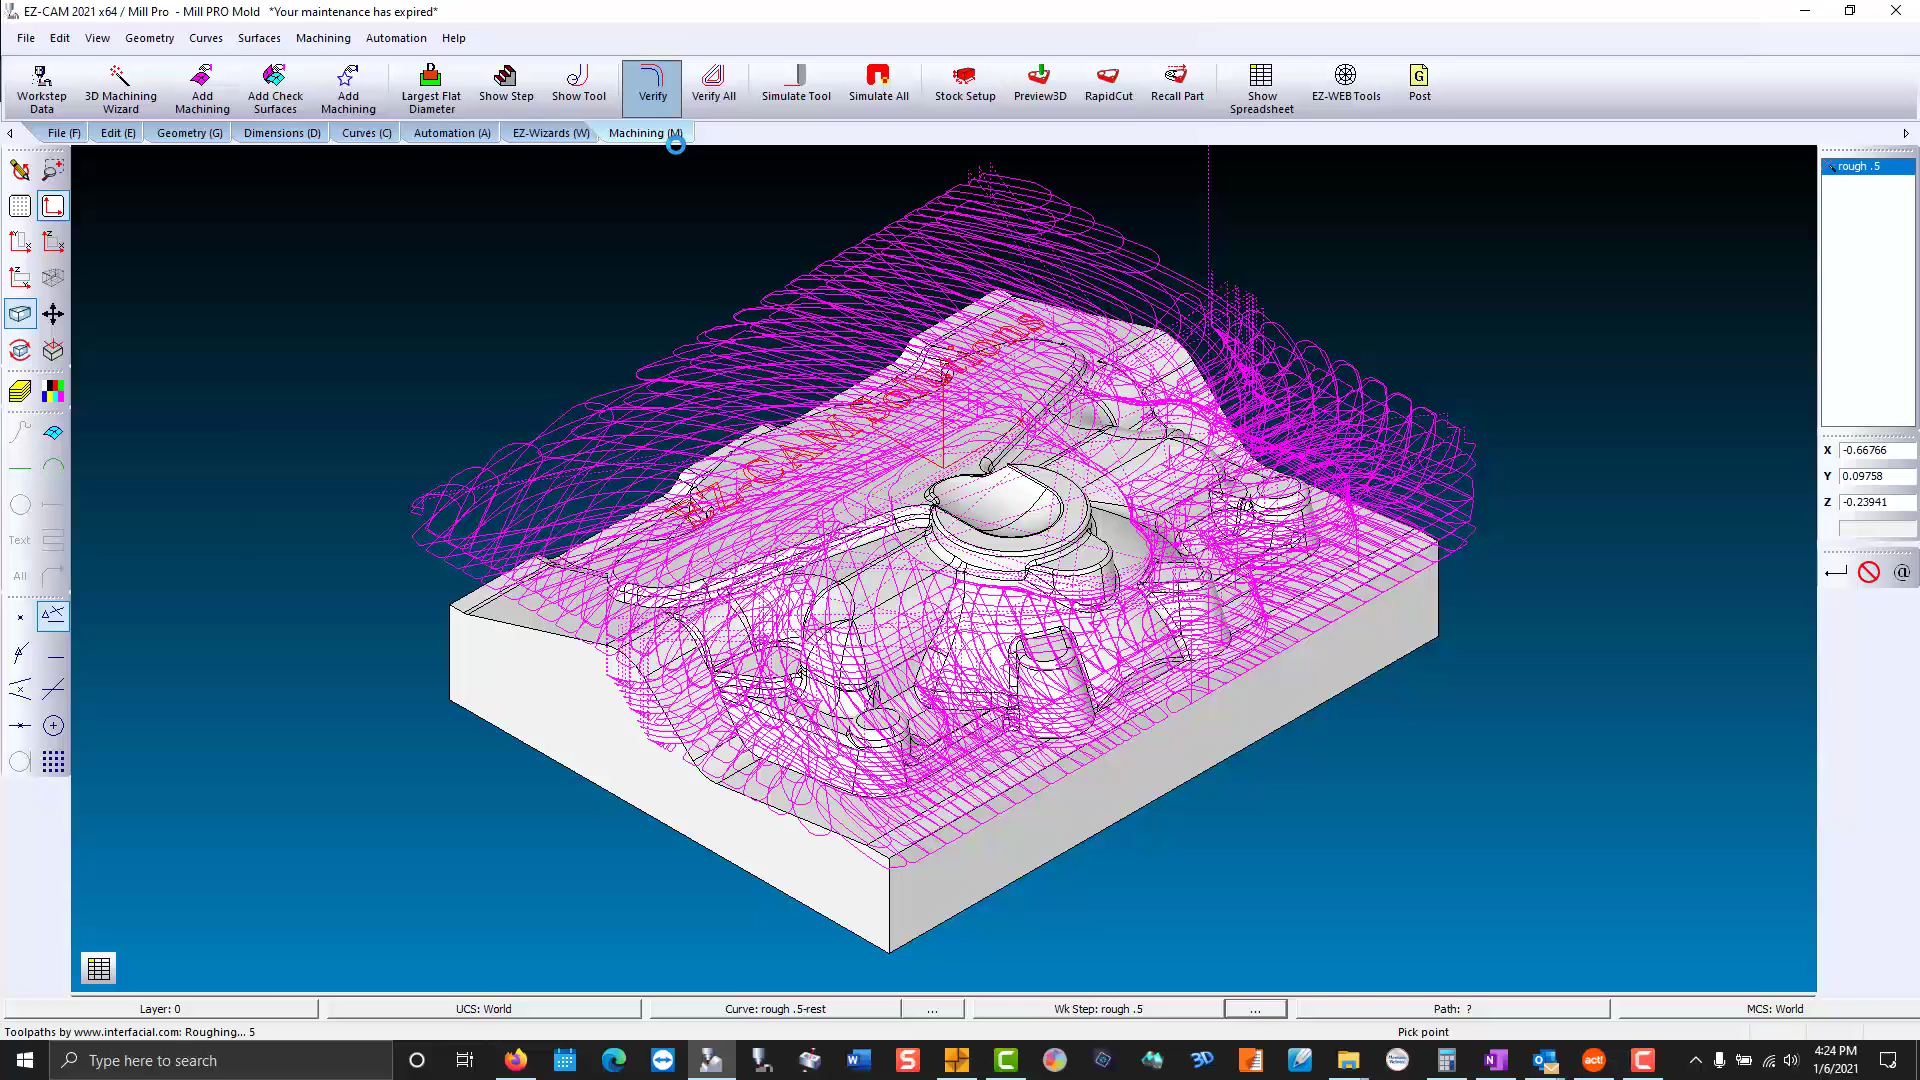 EZ-CAM 2021 x64 / Mill Pro - Mill PRO Mold *Your maintenance has expired*
File Edit View Geometry Curves Surfaces Machining Automation Help
Workstep Data
3D Machining Wizard
Add Machining
Add Check Surfaces
Add Machining
Largest Flat Diameter
Show Step
Show Tool
Verify
Verify All
Simulate Tool
Simulate All
Stock Setup
Preview3D
RapidCut
Recall Part
Show Spreadsheet
EZ-WEB Tools
Post
File (F) Edit (E) Geometry (G) Dimensions (D) Curves (C) Automation (A) EZ-Wizards (W) Machining (M)
rough .5
X -0.66766
Y 0.09758
Z -0.23941
Text
All
EZ-CAM Solutions
Layer: 0 UCS: World Curve: rough .5-rest ... Wk Step: rough .5 ... Path: ? MCS: World
Toolpaths by www.interfacial.com: Roughing... 5 Pick point
Type here to search
4:24 PM
1/6/2021